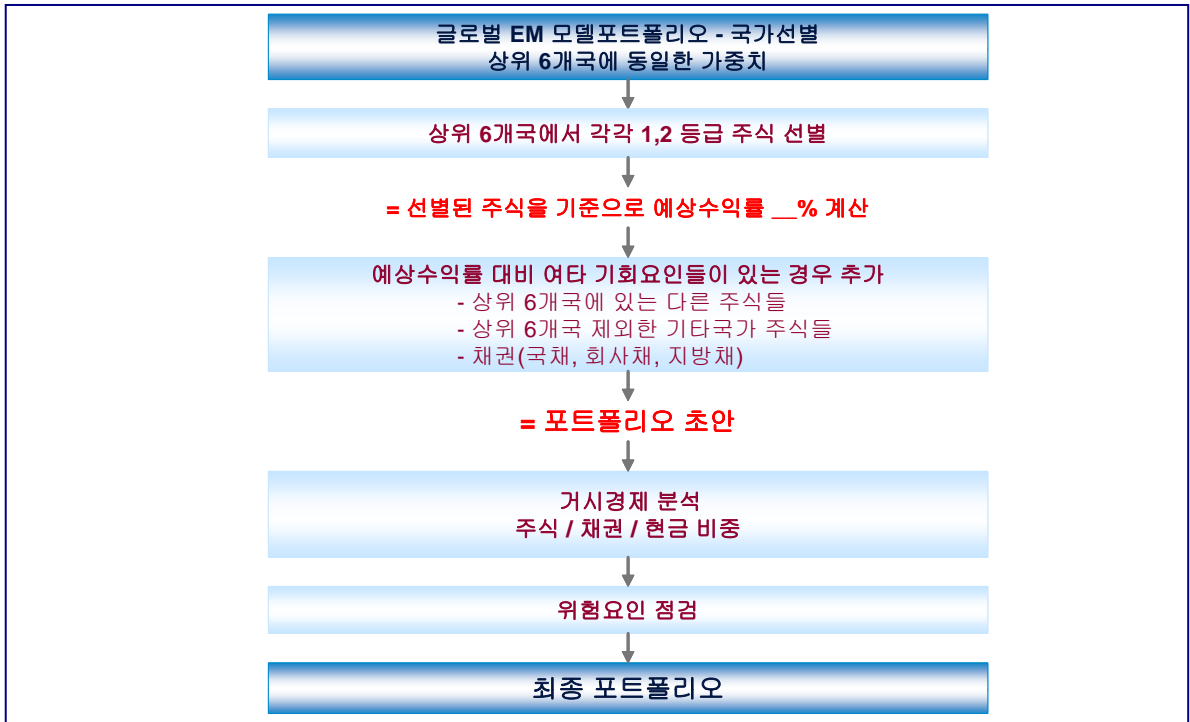 글로벌 EM 모델포트폴리오 - 국가선별
상위 6개국에 동일한 가중치
상위 6개국에서 각각 1,2 등급 주식 선별
= 선별된 주식을 기준으로 예상수익률 __% 계산
예상수익률 대비 여타 기회요인들이 있는 경우 추가
- 상위 6개국에 있는 다른 주식들
- 상위 6개국 제외한 기타국가 주식들
- 채권(국채, 회사채, 지방채)
= 포트폴리오 초안
거시경제 분석
주식 / 채권 / 현금 비중
위험요인 점검
최종 포트폴리오